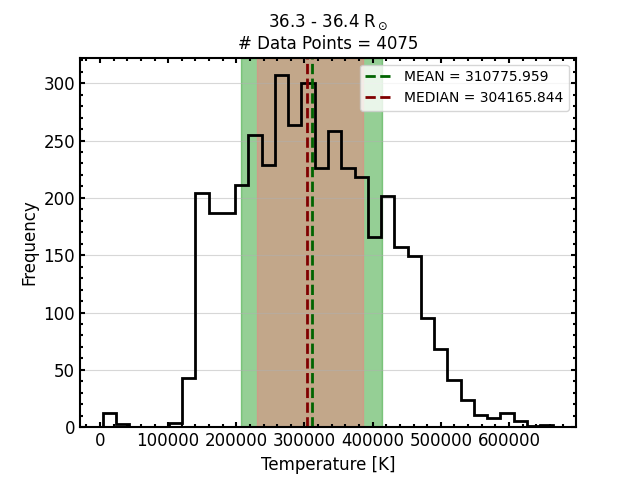 36.3 - 36.4 R⊙
# Data Points = 4075
MEAN = 310775.959
MEDIAN = 304165.844
Frequency
300
250
200
150
100
50
0
0 100000 200000 300000 400000 500000 600000
Temperature [K]